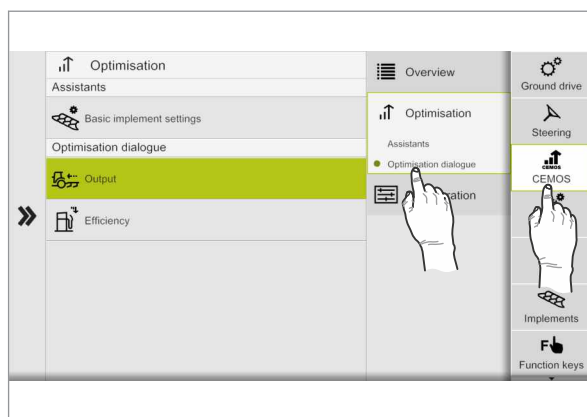 Optimisation
Assistants
Basic implement settings
Optimisation dialogue
Output
Efficiency
Overview
Optimisation
Assistants
Optimisation dialogue
Ground drive
Steering
CEMOS
CEMOS
Implements
F
Function keys